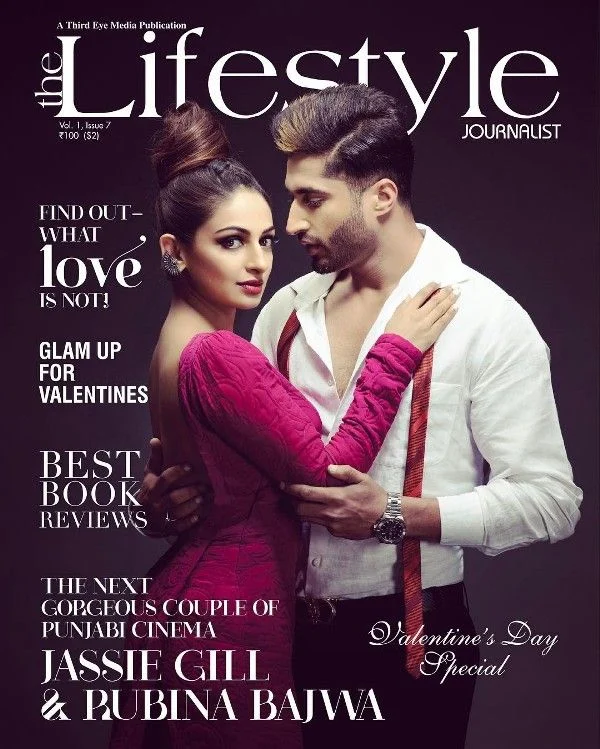 A Third Eye Media Publication
the Lifestyle
JOURNALIST
Vol. 1, Issue 7
₹100 ($2)
FIND OUT–
WHAT
love
IS NOT!
GLAM UP
FOR
VALENTINES
BEST
BOOK
REVIEWS
THE NEXT
GORGEOUS COUPLE OF
PUNJABI CINEMA
JASSIE GILL
& RUBINA BAJWA
Valentine's Day
Special